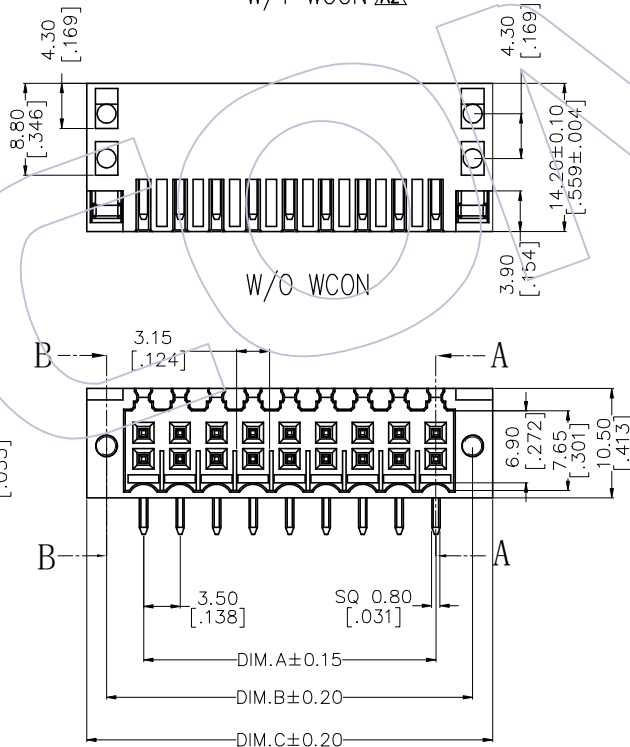 4.30
[.169]
4.30
[.169]
8.80
[.346]
14.20±0.10
[.559±.004]
3.90
[.154]
W/O WCON
3.15
[.124]
B
A
6.90
[.272]
7.65
[.301]
10.50
[.413]
B
A
3.50
[.138]
SQ 0.80
[.031]
DIM.A±0.15
DIM.B±0.20
DIM.C±0.20